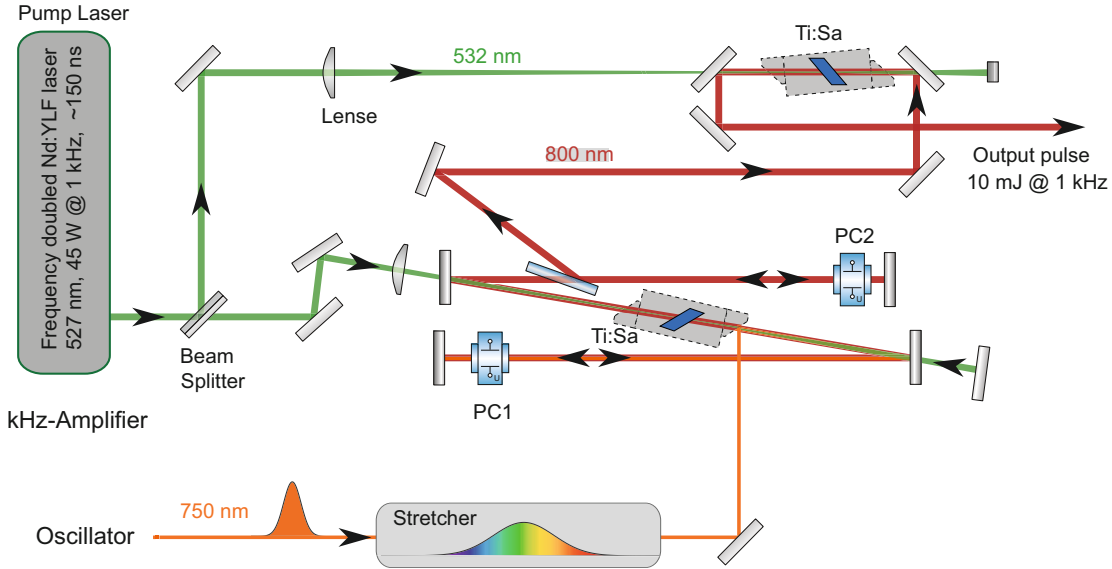 Pump Laser
Frequency doubled Nd:YLF laser
527 nm, 45 W @ 1 kHz, ~150 ns
kHz-Amplifier
Lense
532 nm
Ti:Sa
800 nm
Output pulse
10 mJ @ 1 kHz
PC2
U
Beam
Splitter
Ti:Sa
U
PC1
750 nm
Oscillator
Stretcher